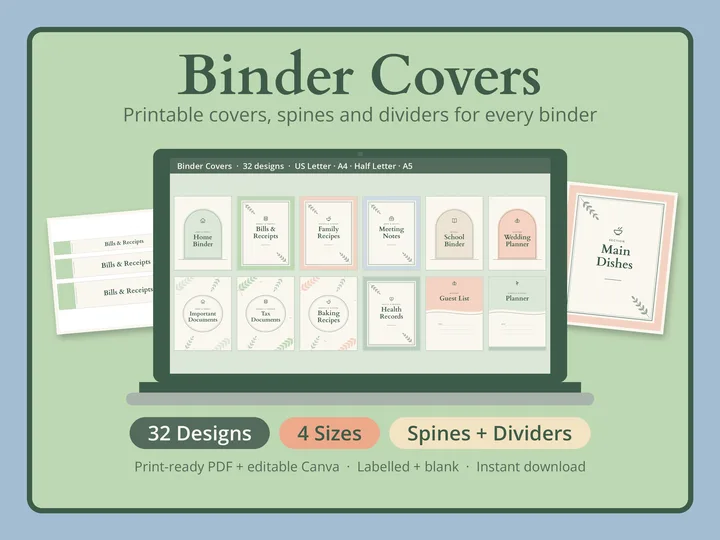 Binder Covers
Printable covers, spines and dividers for every binder
Binder Covers · 32 designs · US Letter · A4 · Half Letter · A5
Home
Binder
Bills &
Receipts
Family
Recipes
Meeting
Notes
School
Binder
Wedding
Planner
Important
Documents
Tax
Documents
Baking
Recipes
Health
Records
Guest List
Planner
Bills & Receipts
Bills & Receipts
Bills & Receipts
Main
Dishes
32 Designs
4 Sizes
Spines + Dividers
Print-ready PDF + editable Canva · Labelled + blank · Instant download